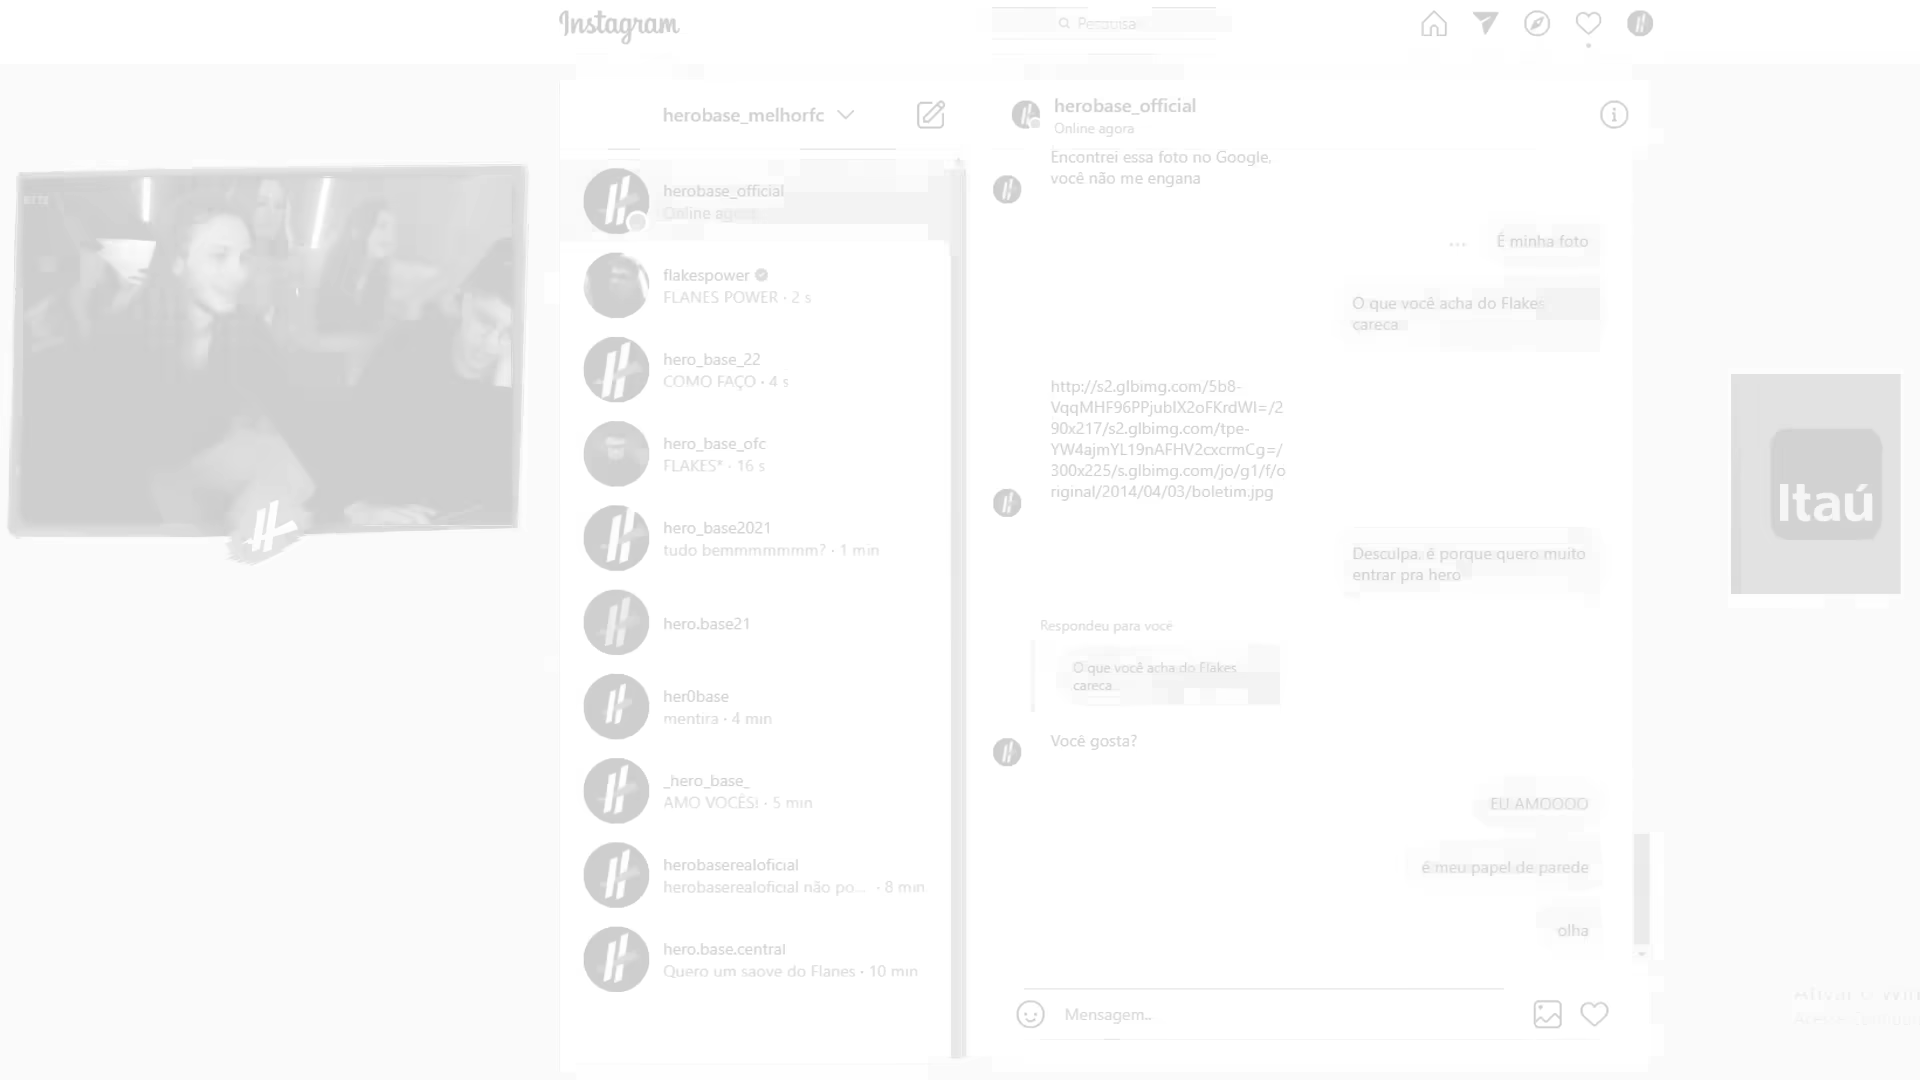 Instagram
Pesquisa
herobase_melhorfc
herobase_official
Online agora
flakespower
FLANES POWER · 2 s
hero_base_22
COMO FAÇO · 4 s
hero_base_ofc
FLAKES* · 16 s
hero_base2021
tudo bemmmmmmm? · 1 min
hero.base21
her0base
mentira · 4 min
_hero_base_
AMO VOCÊS! · 5 min
herobaserealoficial
herobaserealoficial não po... · 8 min
hero.base.central
Quero um saove do Flanes · 10 min
herobase_official
Online agora
Encontrei essa foto no Google,
você não me engana
É minha foto
O que você acha do Flakes
careca
http://s2.glbimg.com/5b8-
VqqMHF96PPjublX2oFKrdWI=/2
90x217/s2.glbimg.com/tpe-
YW4ajmYL19nAFHV2cxcrmCg=/
300x225/s.glbimg.com/jo/g1/f/o
riginal/2014/04/03/boletim.jpg
Desculpa, é porque quero muito
entrar pra hero
Respondeu para você
O que você acha do Flakes
careca
Você gosta?
EU AMOOOO
é meu papel de parede
olha
Mensagem...
Itaú